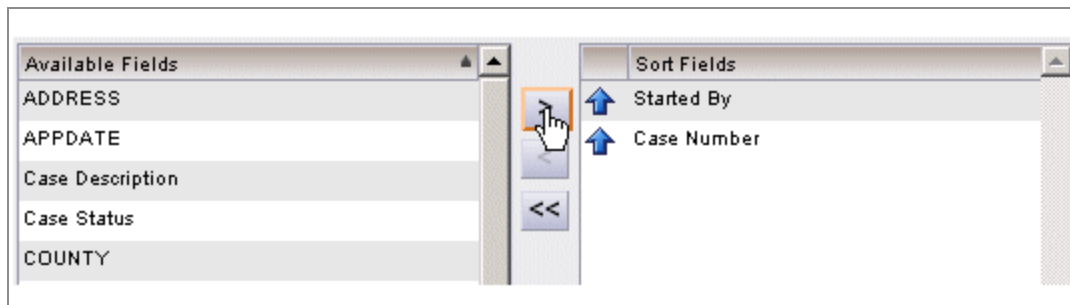 Available Fields
ADDRESS
APPDATE
Case Description
Case Status
COUNTY
>
<
<<
Sort Fields
Started By
Case Number